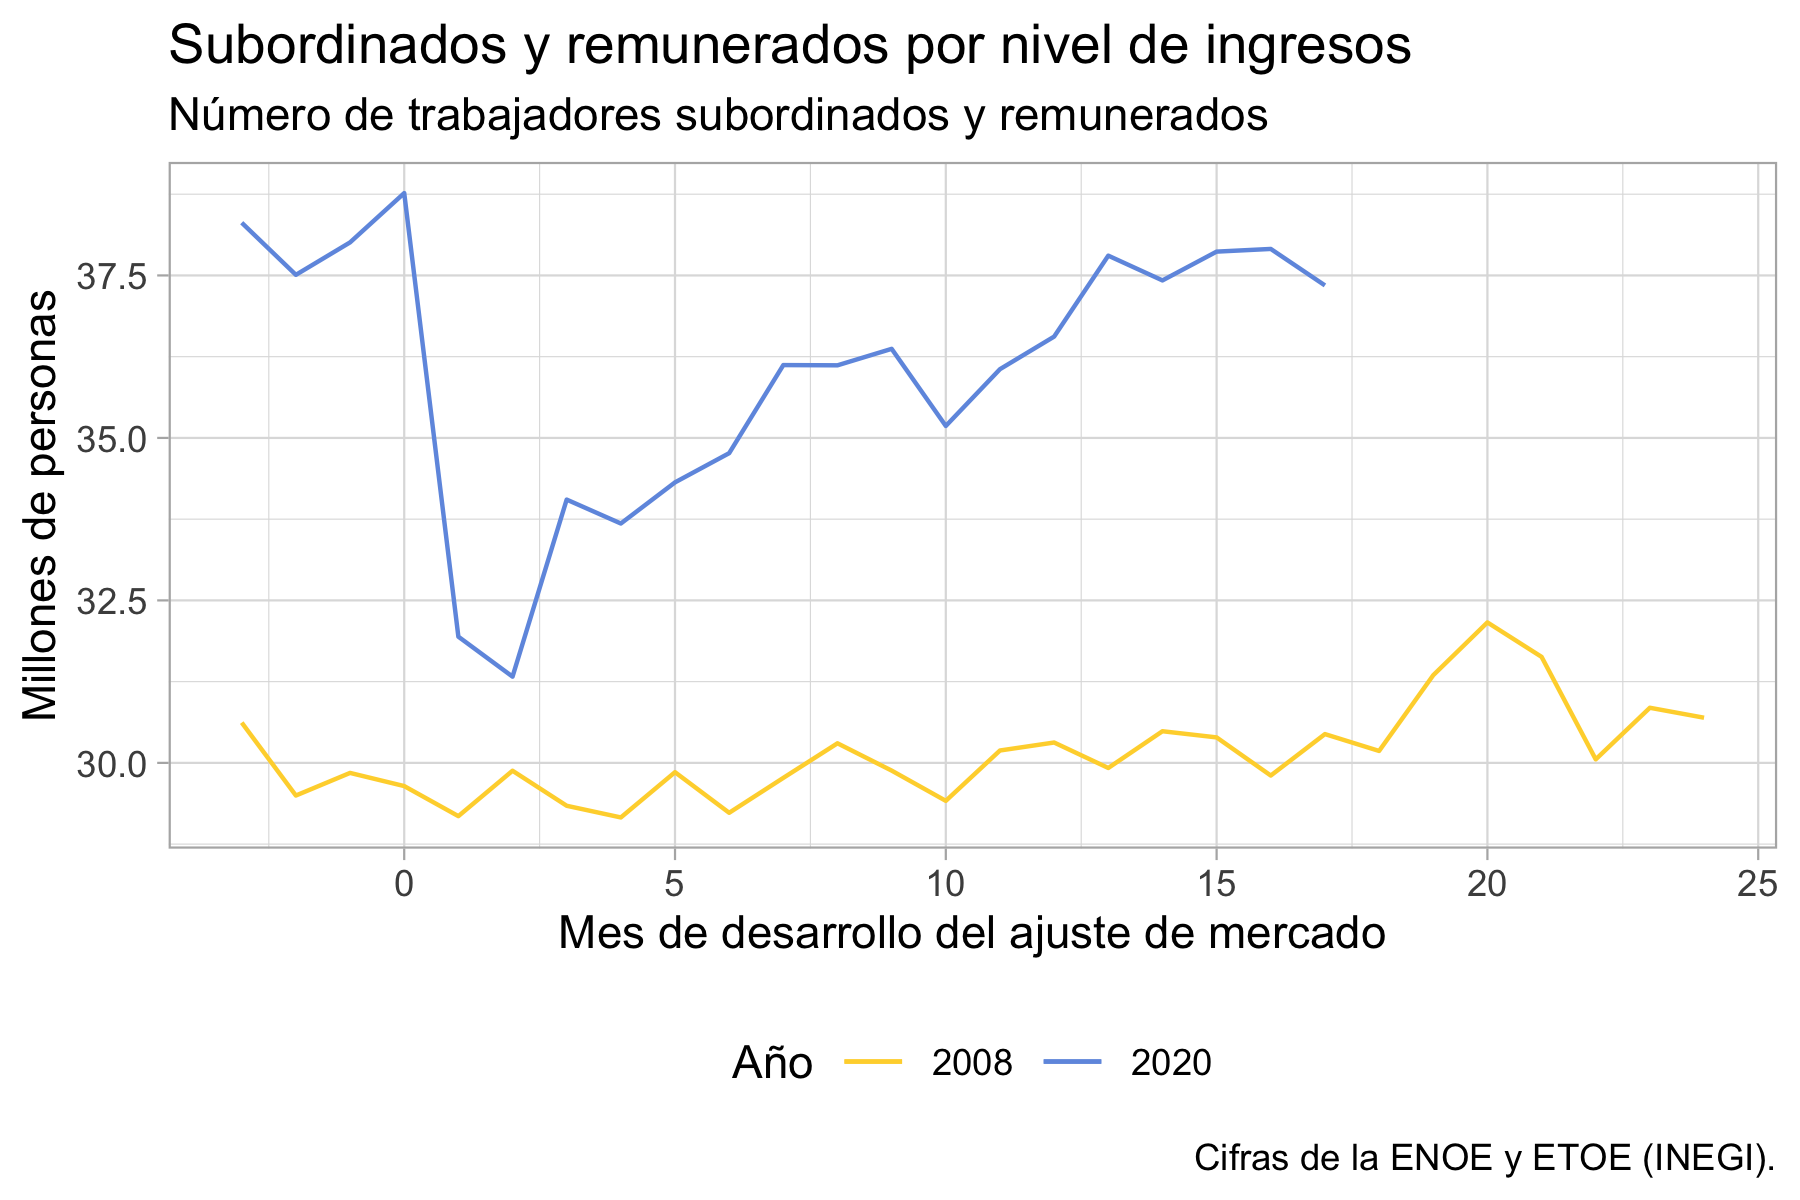 Subordinados y remunerados por nivel de ingresos
Número de trabajadores subordinados y remunerados
Millones de personas
37.5
35.0
32.5
30.0
0 5 10 15 20 25
Mes de desarrollo del ajuste de mercado
Año 2008 2020
Cifras de la ENOE y ETOE (INEGI).